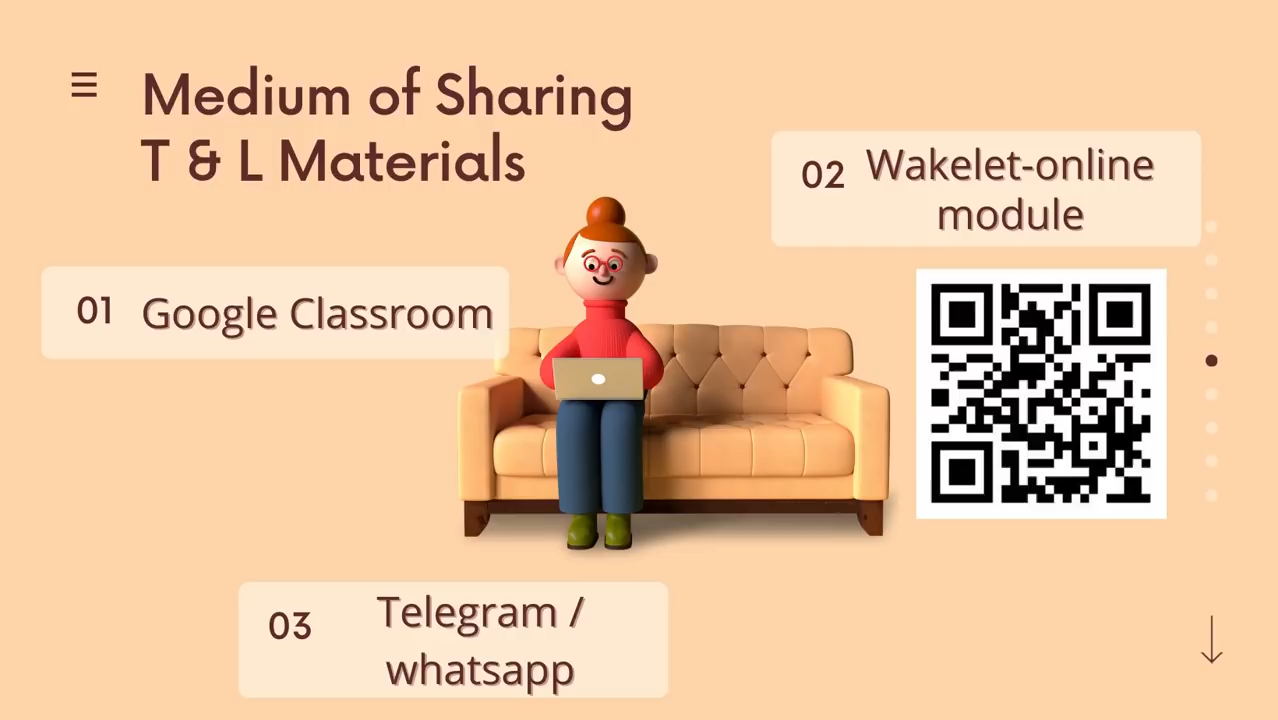 Medium of Sharing
T & L Materials
01 Google Classroom
02 Wakelet-online
module
03 Telegram /
whatsapp